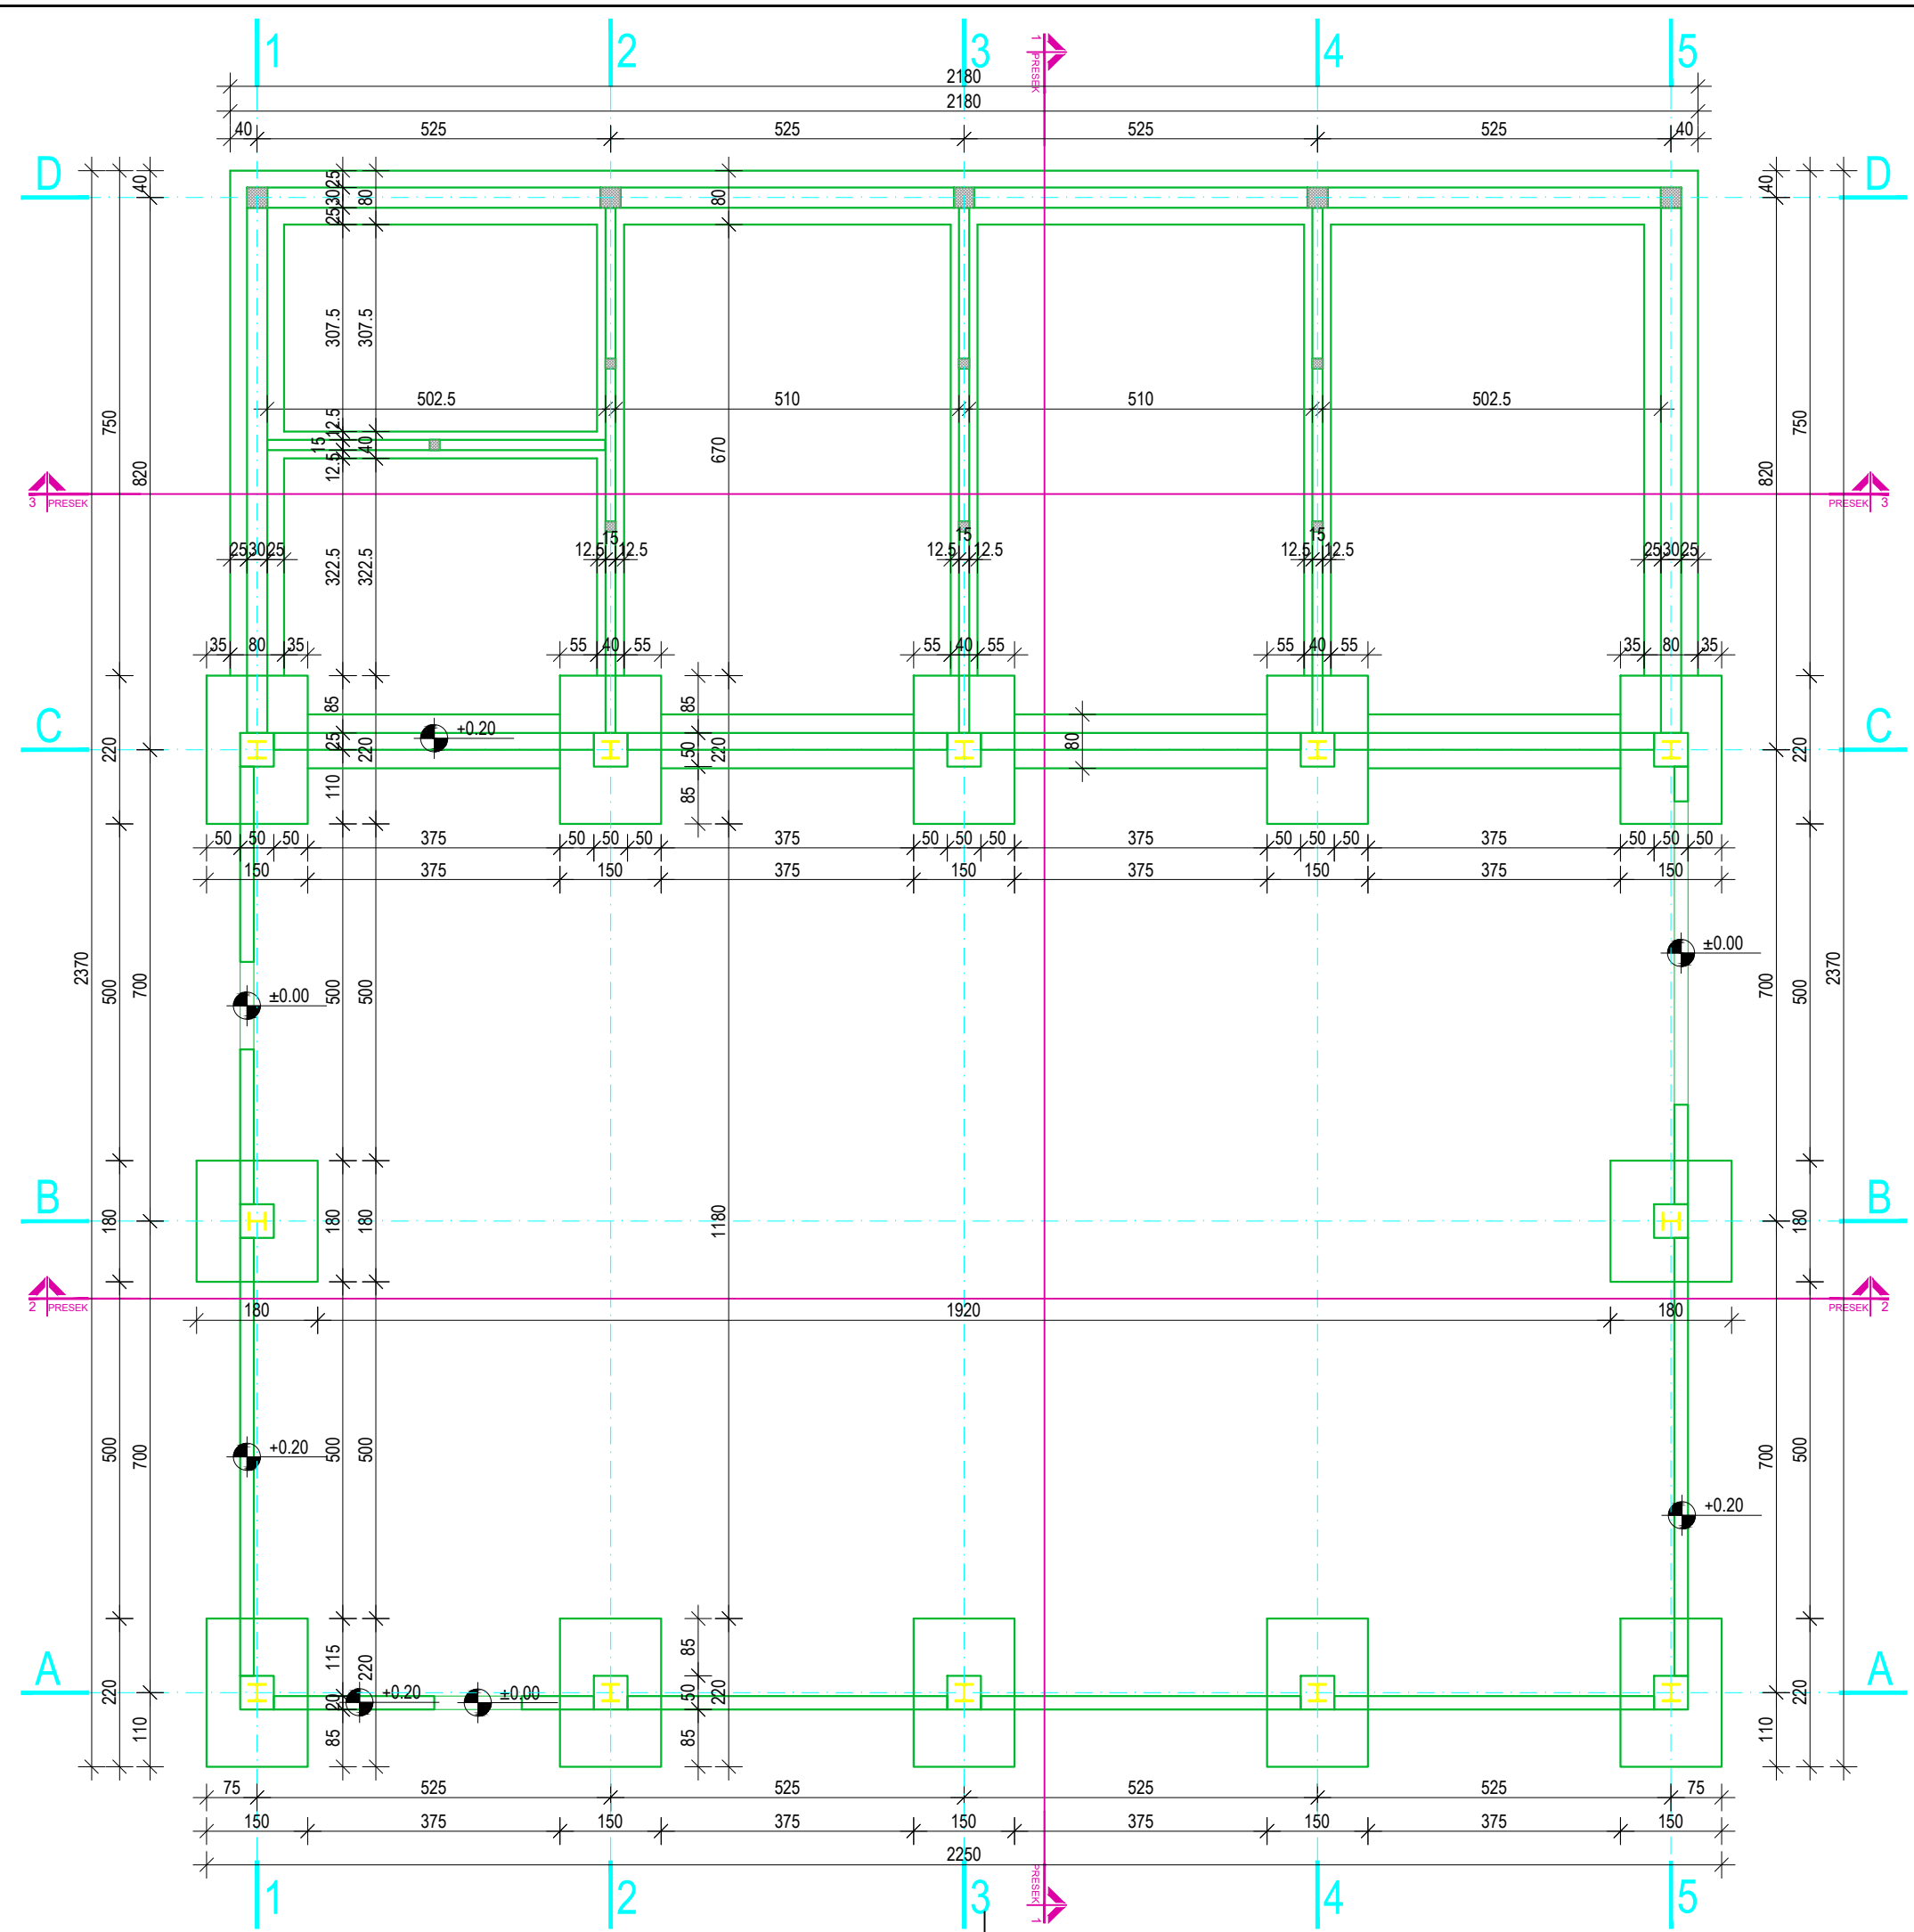 1 2 3 4 5
1 PRESEK
2180
2180
40 525 525 525 525 40
D 40 25 30 25 80 80 40 D
307.5 307.5
502.5 510 510 502.5
750 820 12.5 15 12.5 40 670 820 750
3 PRESEK PRESEK 3
322.5 322.5
25 30 25 12.5 15 12.5 12.5 15 12.5 12.5 15 12.5 25 30 25
35 80 35 55 40 55 55 40 55 55 40 55 35 80 35
C 220 85 25 110 220 +0.20 85 50 85 220 80 220 C
50 50 50 375 50 50 50 375 50 50 50 375 50 50 50 375 50 50 50
150 375 150 375 150 375 150 375 150
±0.00
2370 500 700 ±0.00 500 500 700 500 2370
B 180 180 180 1180 180 B
2 PRESEK PRESEK 2
180 1920 180
500 700 +0.20 500 500 700 500
+0.20
A 220 110 115 20 85 220 +0.20 ±0.00 85 50 85 220 110 220 A
75 525 525 525 525 75
150 375 150 375 150 375 150 375 150
2250
1 2 3 4 5
PRESEK 1